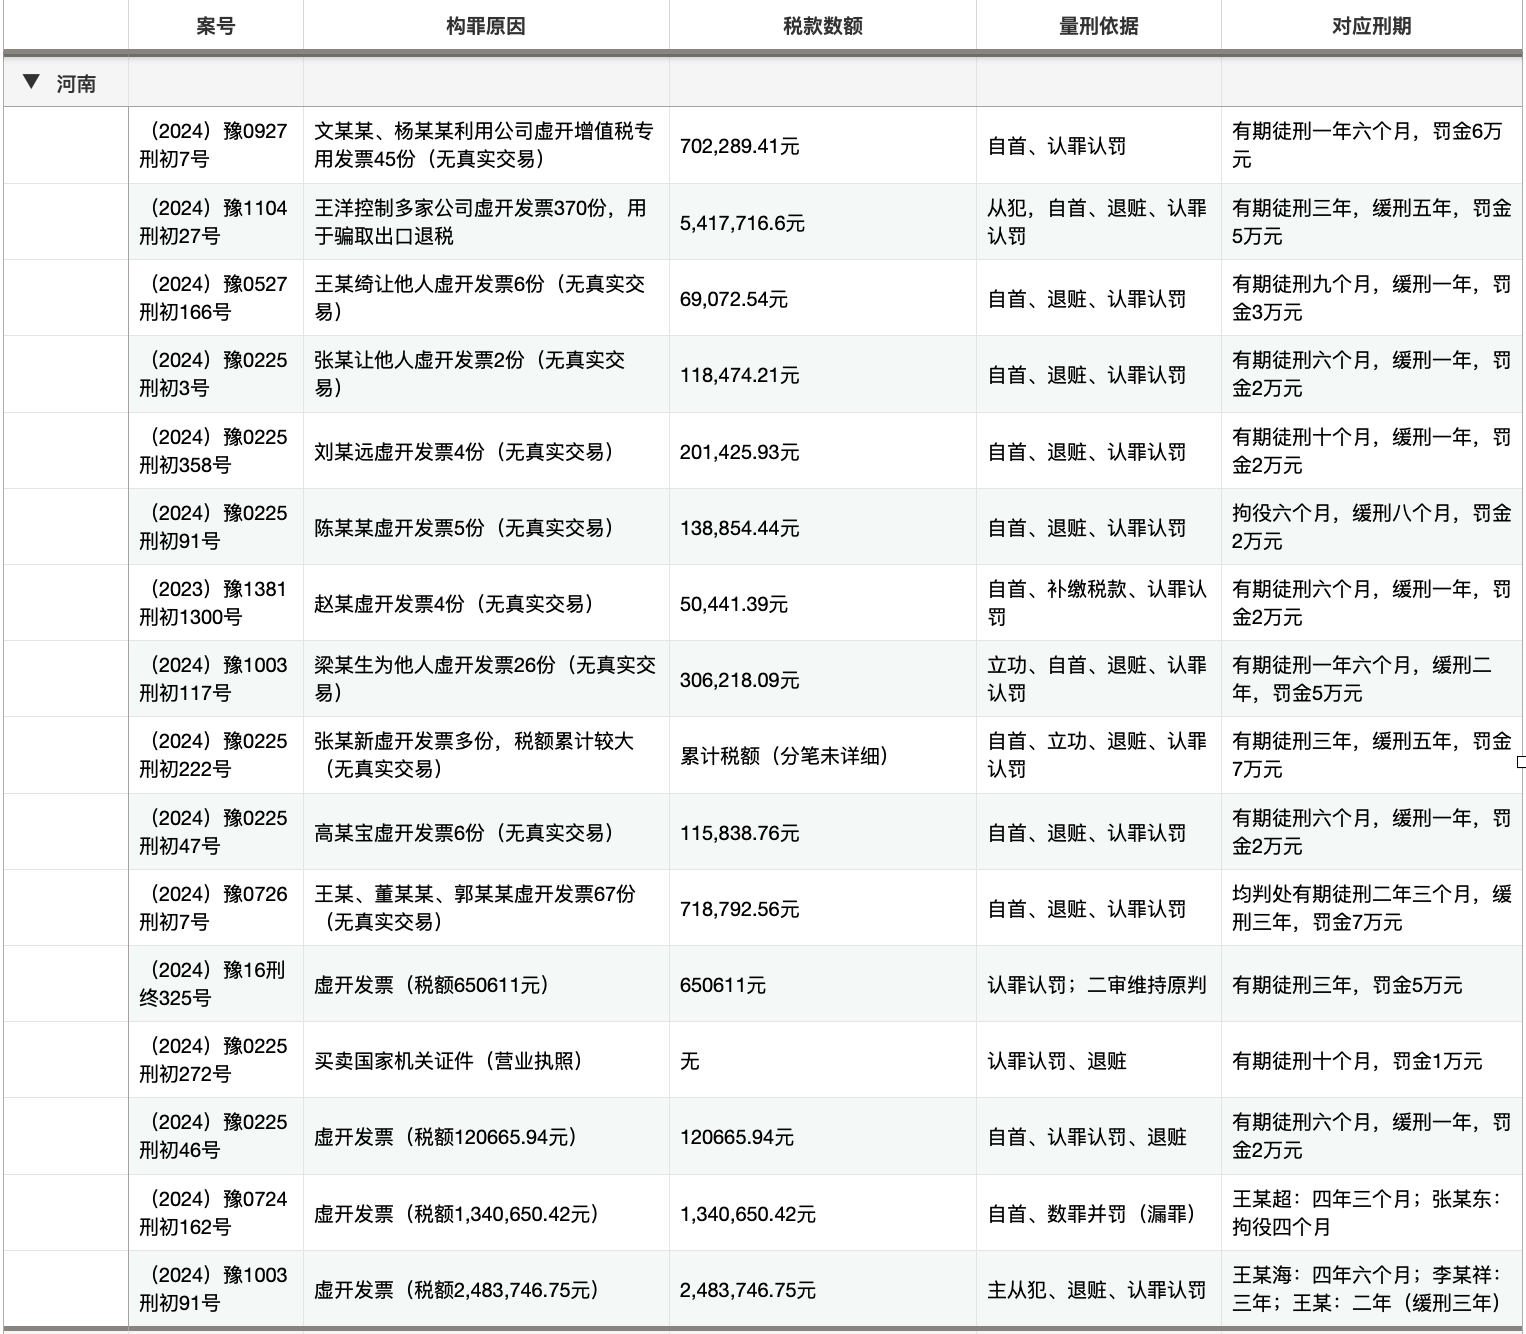 案号 构罪原因 税款数额 量刑依据 对应刑期
▼ 河南
（2024）豫0927
刑初7号
文某某、杨某某利用公司虚开增值税专
用发票45份（无真实交易）
702,289.41元
自首、认罪认罚
有期徒刑一年六个月，罚金6万
元
（2024）豫1104
刑初27号
王洋控制多家公司虚开发票370份，用
于骗取出口退税
5,417,716.6元
从犯，自首、退赃、认罪
认罚
有期徒刑三年，缓刑五年，罚金
5万元
（2024）豫0527
刑初166号
王某绮让他人虚开发票6份（无真实交
易）
69,072.54元
自首、退赃、认罪认罚
有期徒刑九个月，缓刑一年，罚
金3万元
（2024）豫0225
刑初3号
张某让他人虚开发票2份（无真实交
易）
118,474.21元
自首、退赃、认罪认罚
有期徒刑六个月，缓刑一年，罚
金2万元
（2024）豫0225
刑初358号
刘某远虚开发票4份（无真实交易）
201,425.93元
自首、退赃、认罪认罚
有期徒刑十个月，缓刑一年，罚
金2万元
（2024）豫0225
刑初91号
陈某某虚开发票5份（无真实交易）
138,854.44元
自首、退赃、认罪认罚
拘役六个月，缓刑八个月，罚金
2万元
（2023）豫1381
刑初1300号
赵某虚开发票4份（无真实交易）
50,441.39元
自首、补缴税款、认罪认
罚
有期徒刑六个月，缓刑一年，罚
金2万元
（2024）豫1003
刑初117号
梁某生为他人虚开发票26份（无真实交
易）
306,218.09元
立功、自首、退赃、认罪
认罚
有期徒刑一年六个月，缓刑二
年，罚金5万元
（2024）豫0225
刑初222号
张某新虚开发票多份，税额累计较大
（无真实交易）
累计税额（分笔未详细）
自首、立功、退赃、认罪
认罚
有期徒刑三年，缓刑五年，罚金
7万元
（2024）豫0225
刑初47号
高某宝虚开发票6份（无真实交易）
115,838.76元
自首、退赃、认罪认罚
有期徒刑六个月，缓刑一年，罚
金2万元
（2024）豫0726
刑初7号
王某、董某某、郭某某虚开发票67份
（无真实交易）
718,792.56元
自首、退赃、认罪认罚
均判处有期徒刑二年三个月，缓
刑三年，罚金7万元
（2024）豫16刑
终325号
虚开发票（税额650611元）
650611元
认罪认罚；二审维持原判
有期徒刑三年，罚金5万元
（2024）豫0225
刑初272号
买卖国家机关证件（营业执照）
无
认罪认罚、退赃
有期徒刑十个月，罚金1万元
（2024）豫0225
刑初46号
虚开发票（税额120665.94元）
120665.94元
自首、认罪认罚、退赃
有期徒刑六个月，缓刑一年，罚
金2万元
（2024）豫0724
刑初162号
虚开发票（税额1,340,650.42元）
1,340,650.42元
自首、数罪并罚（漏罪）
王某超：四年三个月；张某东：
拘役四个月
（2024）豫1003
刑初91号
虚开发票（税额2,483,746.75元）
2,483,746.75元
主从犯、退赃、认罪认罚
王某海：四年六个月；李某祥：
三年；王某：二年（缓刑三年）